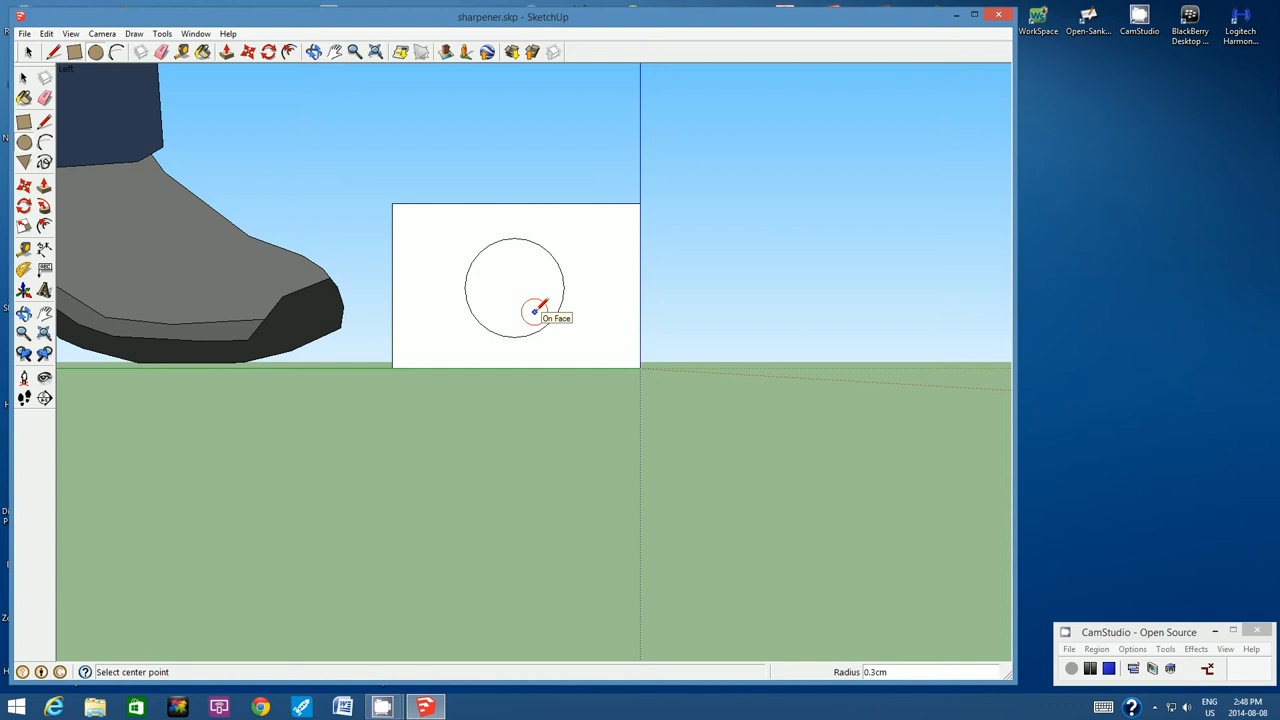 sharpener.skp - SketchUp
File Edit View Camera Draw Tools Window Help
Left
On Face
Select center point
Radius 0.3cm
WorkSpace
Open-Sank...
CamStudio
BlackBerry Desktop ...
Logitech Harmon...
CamStudio - Open Source
File Region Options Tools Effects View Help
ENG US
2:48 PM
2014-08-08